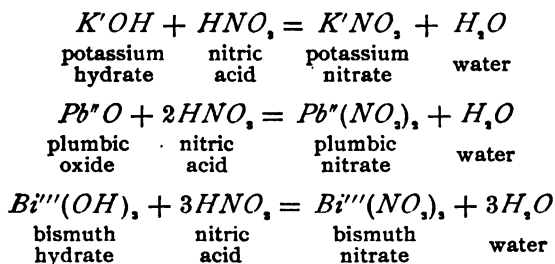 K′OH + HNO₃ = K′NO₃ + H₂O
potassium nitric potassium water
hydrate acid nitrate
Pb″O + 2HNO₃ = Pb″(NO₃)₂ + H₂O
plumbic nitric plumbic water
oxide acid nitrate
Bi‴(OH)₃ + 3HNO₃ = Bi‴(NO₃)₃ + 3H₂O
bismuth nitric bismuth water
hydrate acid nitrate